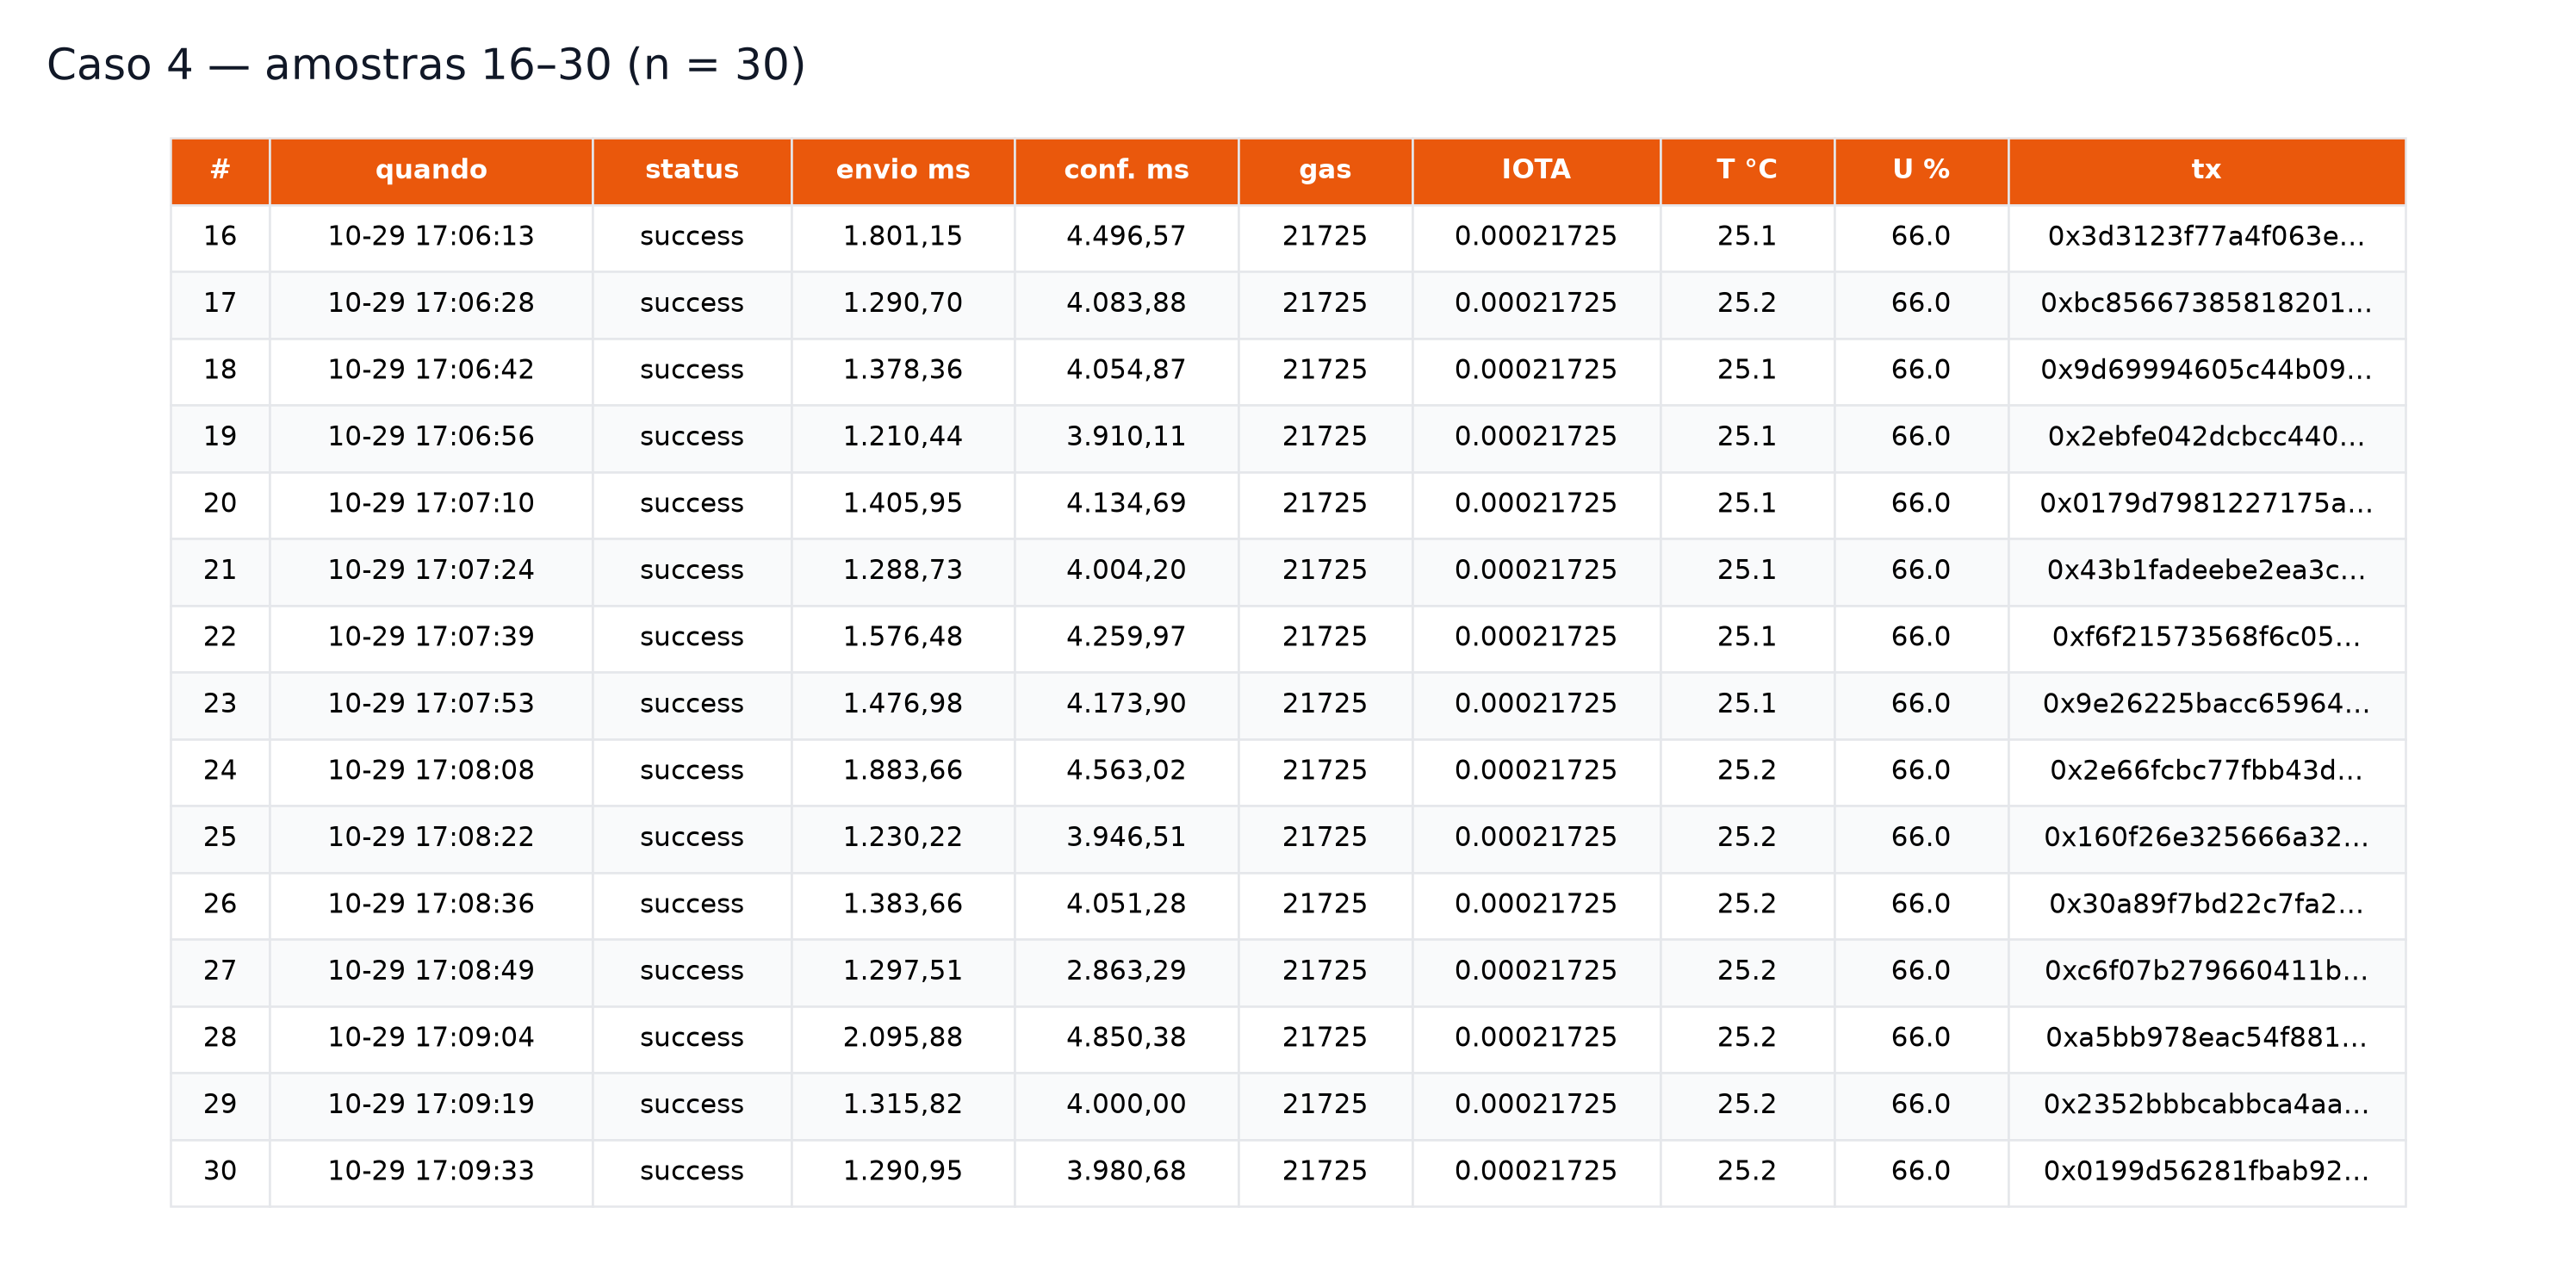 Caso 4 — amostras 16–30 (n = 30)
# quando status envio ms conf. ms gas IOTA T °C U % tx
16 10-29 17:06:13 success 1.801,15 4.496,57 21725 0.00021725 25.1 66.0 0x3d3123f77a4f063e...
17 10-29 17:06:28 success 1.290,70 4.083,88 21725 0.00021725 25.2 66.0 0xbc85667385818201...
18 10-29 17:06:42 success 1.378,36 4.054,87 21725 0.00021725 25.1 66.0 0x9d69994605c44b09...
19 10-29 17:06:56 success 1.210,44 3.910,11 21725 0.00021725 25.1 66.0 0x2ebfe042dcbcc440...
20 10-29 17:07:10 success 1.405,95 4.134,69 21725 0.00021725 25.1 66.0 0x0179d7981227175a...
21 10-29 17:07:24 success 1.288,73 4.004,20 21725 0.00021725 25.1 66.0 0x43b1fadeebe2ea3c...
22 10-29 17:07:39 success 1.576,48 4.259,97 21725 0.00021725 25.1 66.0 0xf6f21573568f6c05...
23 10-29 17:07:53 success 1.476,98 4.173,90 21725 0.00021725 25.1 66.0 0x9e26225bacc65964...
24 10-29 17:08:08 success 1.883,66 4.563,02 21725 0.00021725 25.2 66.0 0x2e66fcbc77fbb43d...
25 10-29 17:08:22 success 1.230,22 3.946,51 21725 0.00021725 25.2 66.0 0x160f26e325666a32...
26 10-29 17:08:36 success 1.383,66 4.051,28 21725 0.00021725 25.2 66.0 0x30a89f7bd22c7fa2...
27 10-29 17:08:49 success 1.297,51 2.863,29 21725 0.00021725 25.2 66.0 0xc6f07b279660411b...
28 10-29 17:09:04 success 2.095,88 4.850,38 21725 0.00021725 25.2 66.0 0xa5bb978eac54f881...
29 10-29 17:09:19 success 1.315,82 4.000,00 21725 0.00021725 25.2 66.0 0x2352bbbcabbca4aa...
30 10-29 17:09:33 success 1.290,95 3.980,68 21725 0.00021725 25.2 66.0 0x0199d56281fbab92...